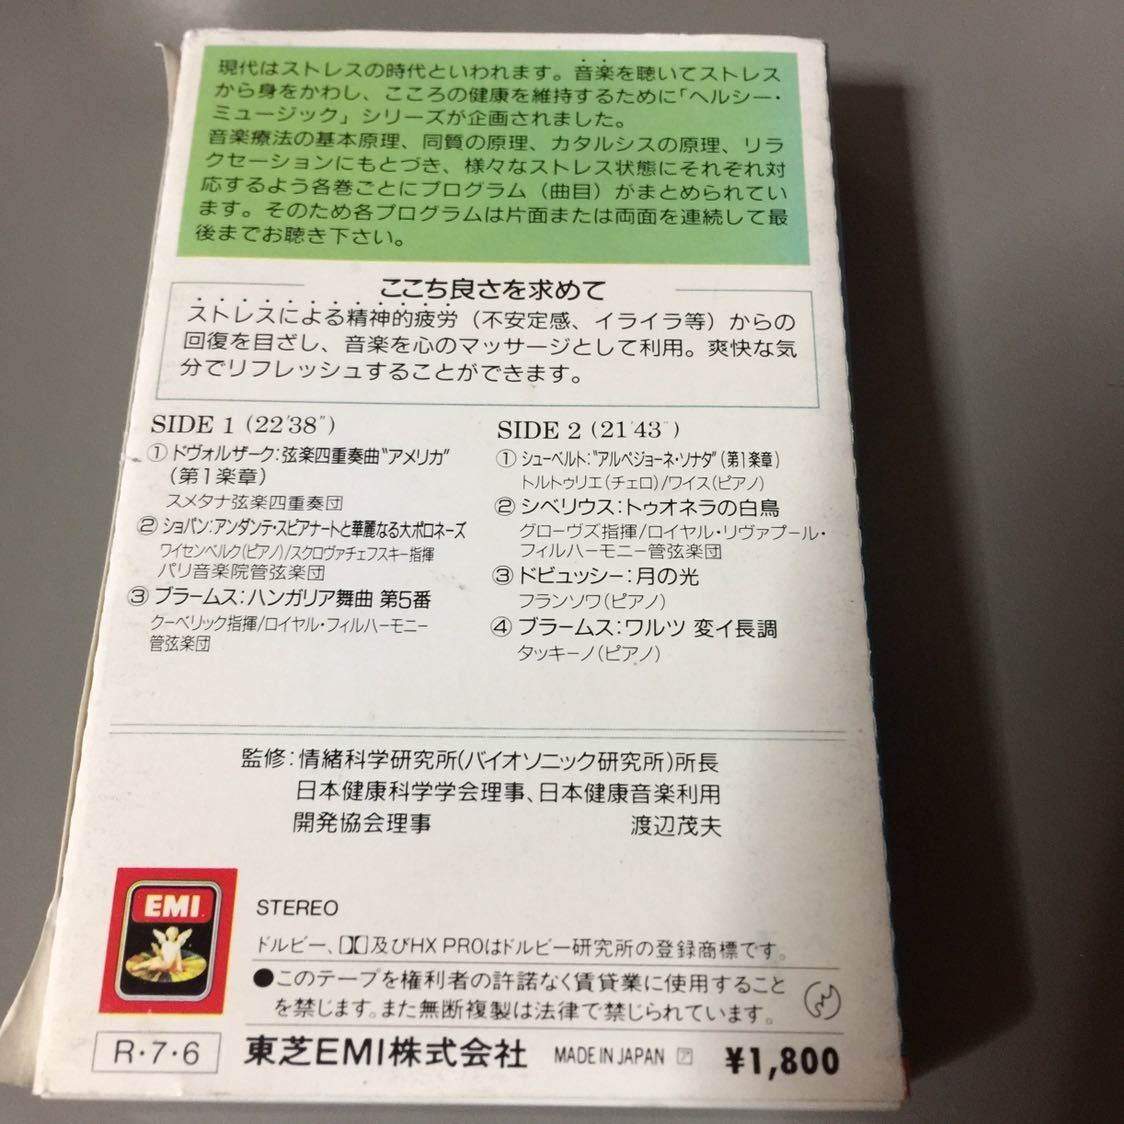 現代はストレスの時代といわれます。音楽を聴いてストレス
から身をかわし、こころの健康を維持するために「ヘルシー・
ミュージック」シリーズが企画されました。
音楽療法の基本原理、同質の原理、カタルシスの原理、リラ
クセーションにもとづき、様々なストレス状態にそれぞれ対
応するよう各巻ごとにプログラム（曲目）がまとめられてい
ます。そのため各プログラムは片面または両面を連続して最
後までお聴き下さい。
ここち良さを求めて
ストレスによる精神的疲労（不安定感、イライラ等）からの
回復を目ざし、音楽を心のマッサージとして利用。爽快な気
分でリフレッシュすることができます。
SIDE 1 (22'38")
①ドヴォルザーク：弦楽四重奏曲"アメリカ"
（第1楽章）
スメタナ弦楽四重奏団
②ショパン：アンダンテ・スピアナートと華麗なる大ポロネーズ
ワイセンベルク（ピアノ）/スクロヴァチェフスキー指揮
パリ音楽院管弦楽団
③ブラームス：ハンガリア舞曲 第5番
クーベリック指揮/ロイヤル・フィルハーモニー
管弦楽団
SIDE 2 (21'43")
①シューベルト："アルペジョーネ・ソナタ"（第1楽章）
トルトゥリエ（チェロ）/ワイス（ピアノ）
②シベリウス：トゥオネラの白鳥
グローヴズ指揮/ロイヤル・リヴァプール・
フィルハーモニー管弦楽団
③ドビュッシー：月の光
フランソワ（ピアノ）
④ブラームス：ワルツ 変イ長調
タッキーノ（ピアノ）
監修：情緒科学研究所（バイオソニック研究所）所長
日本健康科学学会理事、日本健康音楽利用
開発協会理事 渡辺茂夫
EMI
STEREO
ドルビー、及びHX PROはドルビー研究所の登録商標です。
●このテープを権利者の許諾なく賃貸業に使用すること
を禁じます。また無断複製は法律で禁じられています。
R・7・6 東芝EMI株式会社 MADE IN JAPAN ア ¥1,800